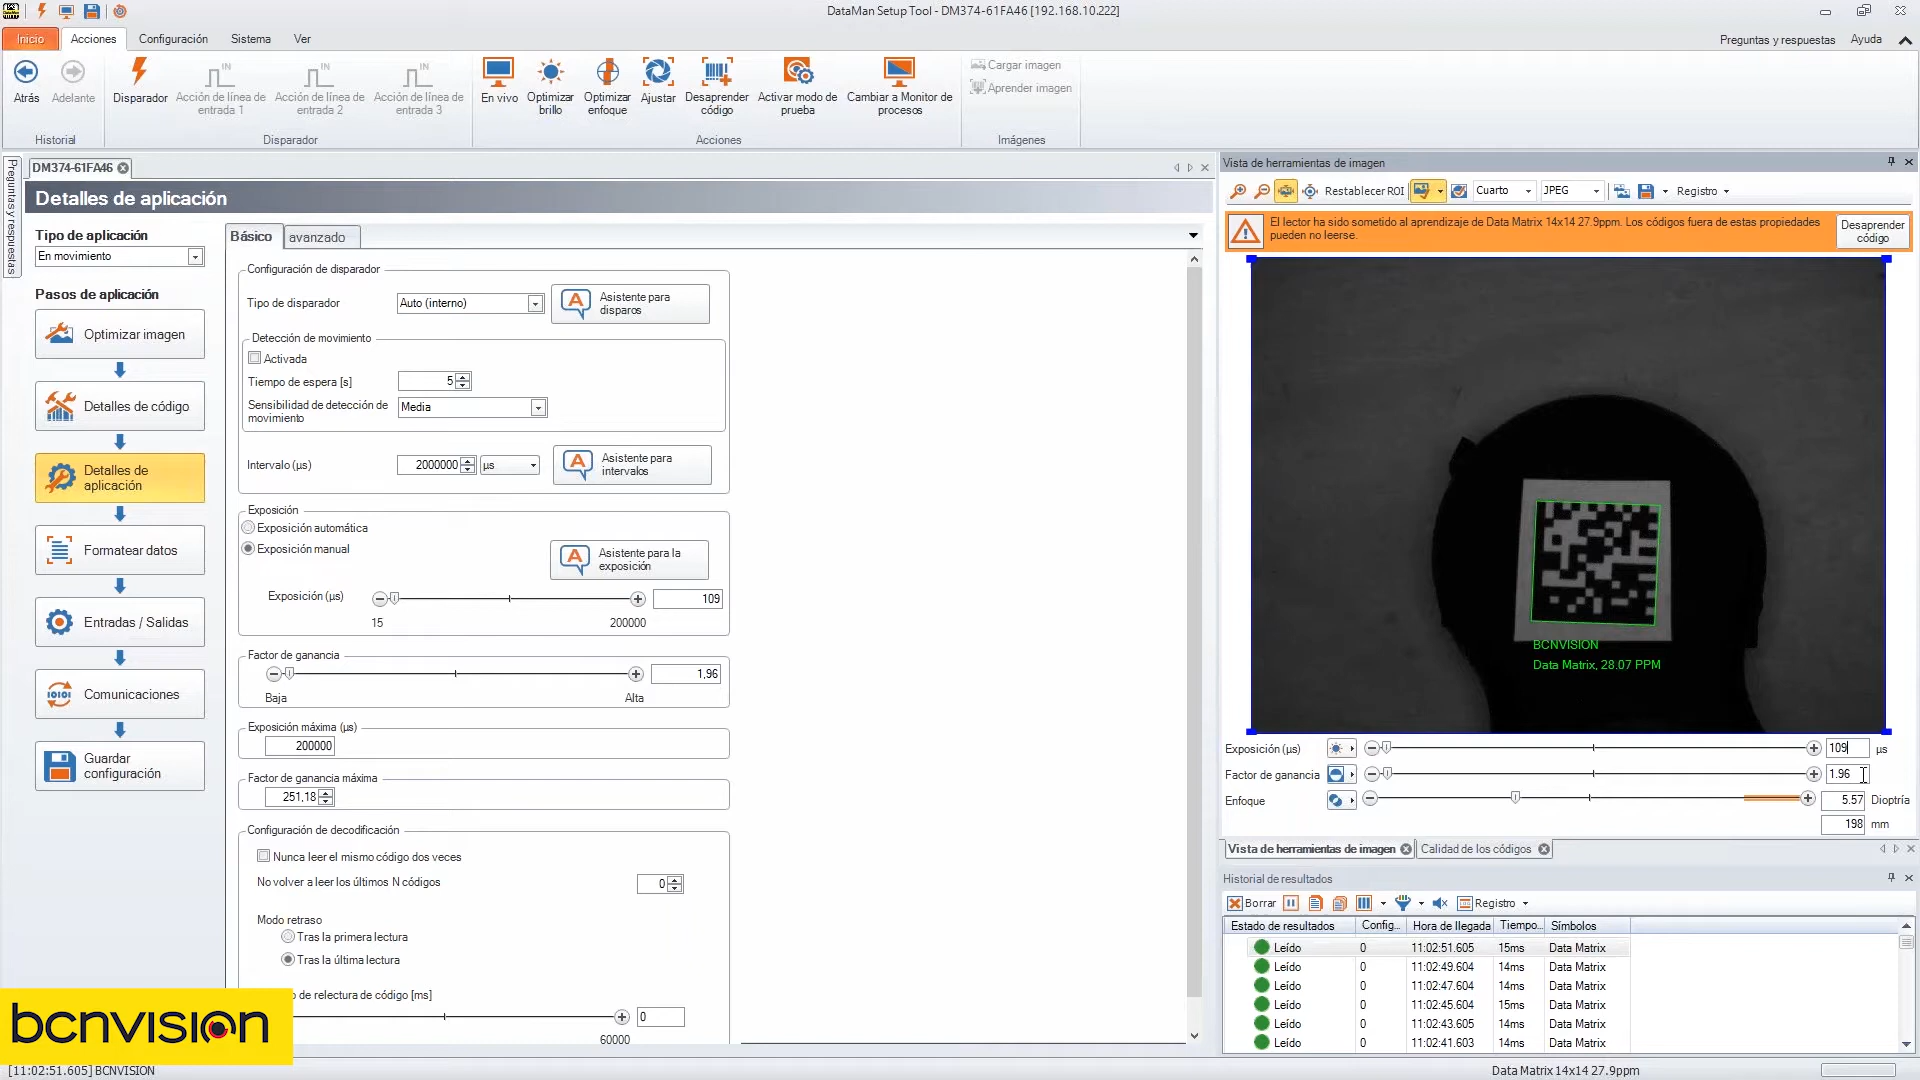 DataMan Setup Tool - DM374-61FA46 [192.168.10.222]
Inicio
Acciones
Configuración
Sistema
Ver
Preguntas y respuestas
Ayuda
Atrás
Adelante
Historial
Disparador
Acción de línea de
entrada 1
Acción de línea de
entrada 2
Acción de línea de
entrada 3
Disparador
En vivo
Optimizar
brillo
Optimizar
enfoque
Ajustar
Desaprender
código
Activar modo de
prueba
Cambiar a Monitor de
procesos
Acciones
Cargar imagen
Aprender imagen
Imágenes
Preguntas y respuestas
DM374-61FA46
Detalles de aplicación
Tipo de aplicación
En movimiento
Pasos de aplicación
Optimizar imagen
Detalles de código
Detalles de
aplicación
Formatear datos
Entradas / Salidas
Comunicaciones
Guardar
configuración
Básico
avanzado
Configuración de disparador
Tipo de disparador
Auto (interno)
Asistente para
disparos
Detección de movimiento
Activada
Tiempo de espera [s]
5
Sensibilidad de detección de
movimiento
Media
Intervalo (µs)
2000000
µs
Asistente para
intervalos
Exposición
Exposición automática
Exposición manual
Asistente para la
exposición
Exposición (µs)
109
15
200000
Factor de ganancia
1,96
Baja
Alta
Exposición máxima (µs)
200000
Factor de ganancia máxima
251,18
Configuración de decodificación
Nunca leer el mismo código dos veces
No volver a leer los últimos N códigos
0
Modo retraso
Tras la primera lectura
Tras la última lectura
o de relectura de código [ms]
0
60000
bcnvision
[11:02:51.605] BCNVISION
Vista de herramientas de imagen
Restablecer ROI
Cuarto
JPEG
Registro
El lector ha sido sometido al aprendizaje de Data Matrix 14x14 27.9ppm. Los códigos fuera de estas propiedades
pueden no leerse.
Desaprender
código
BCNVISION
Data Matrix, 28.07 PPM
Exposición (µs)
109
µs
Factor de ganancia
1.96
Enfoque
5.57
Dioptría
198
mm
Vista de herramientas de imagen
Calidad de los códigos
Historial de resultados
Borrar
Registro
Estado de resultados
Config...
Hora de llegada
Tiempo...
Símbolos
Leído 0 11:02:51.605 15ms Data Matrix
Leído 0 11:02:49.604 14ms Data Matrix
Leído 0 11:02:47.604 14ms Data Matrix
Leído 0 11:02:45.604 15ms Data Matrix
Leído 0 11:02:43.605 14ms Data Matrix
Leído 0 11:02:41.603 14ms Data Matrix
Data Matrix 14x14 27.9ppm